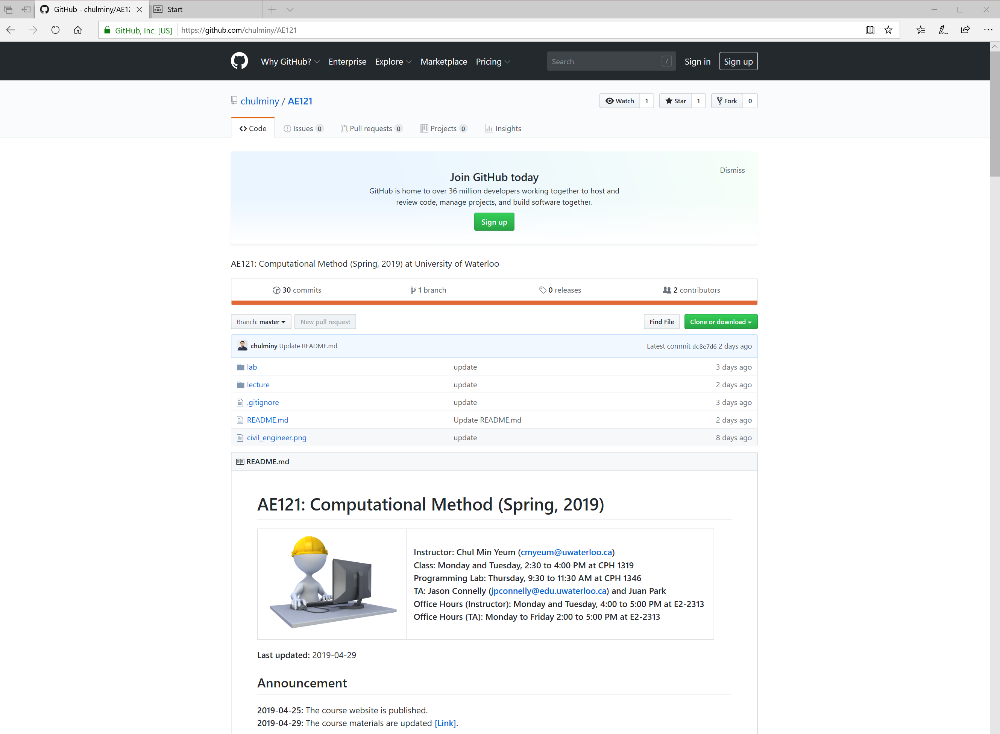 GitHub - chulminy/AE12
Start
GitHub, Inc. [US] https://github.com/chulminy/AE121
Why GitHub? Enterprise Explore Marketplace Pricing Search / Sign in Sign up
chulminy / AE121
Watch 1 Star 1 Fork 0
Code Issues 0 Pull requests 0 Projects 0 Insights
Dismiss
Join GitHub today
GitHub is home to over 36 million developers working together to host and
review code, manage projects, and build software together.
Sign up
AE121: Computational Method (Spring, 2019) at University of Waterloo
30 commits 1 branch 0 releases 2 contributors
Branch: master New pull request Find File Clone or download
chulminy Update README.md Latest commit dc8e7d6 2 days ago
lab update 3 days ago
lecture update 2 days ago
.gitignore update 3 days ago
README.md Update README.md 2 days ago
civil_engineer.png update 8 days ago
README.md
AE121: Computational Method (Spring, 2019)
Instructor: Chul Min Yeum (cmyeum@uwaterloo.ca)
Class: Monday and Tuesday, 2:30 to 4:00 PM at CPH 1319
Programming Lab: Thursday, 9:30 to 11:30 AM at CPH 1346
TA: Jason Connelly (jpconnelly@edu.uwaterloo.ca) and Juan Park
Office Hours (Instructor): Monday and Tuesday, 4:00 to 5:00 PM at E2-2313
Office Hours (TA): Monday to Friday 2:00 to 5:00 PM at E2-2313
Last updated: 2019-04-29
Announcement
2019-04-25: The course website is published.
2019-04-29: The course materials are updated [Link].